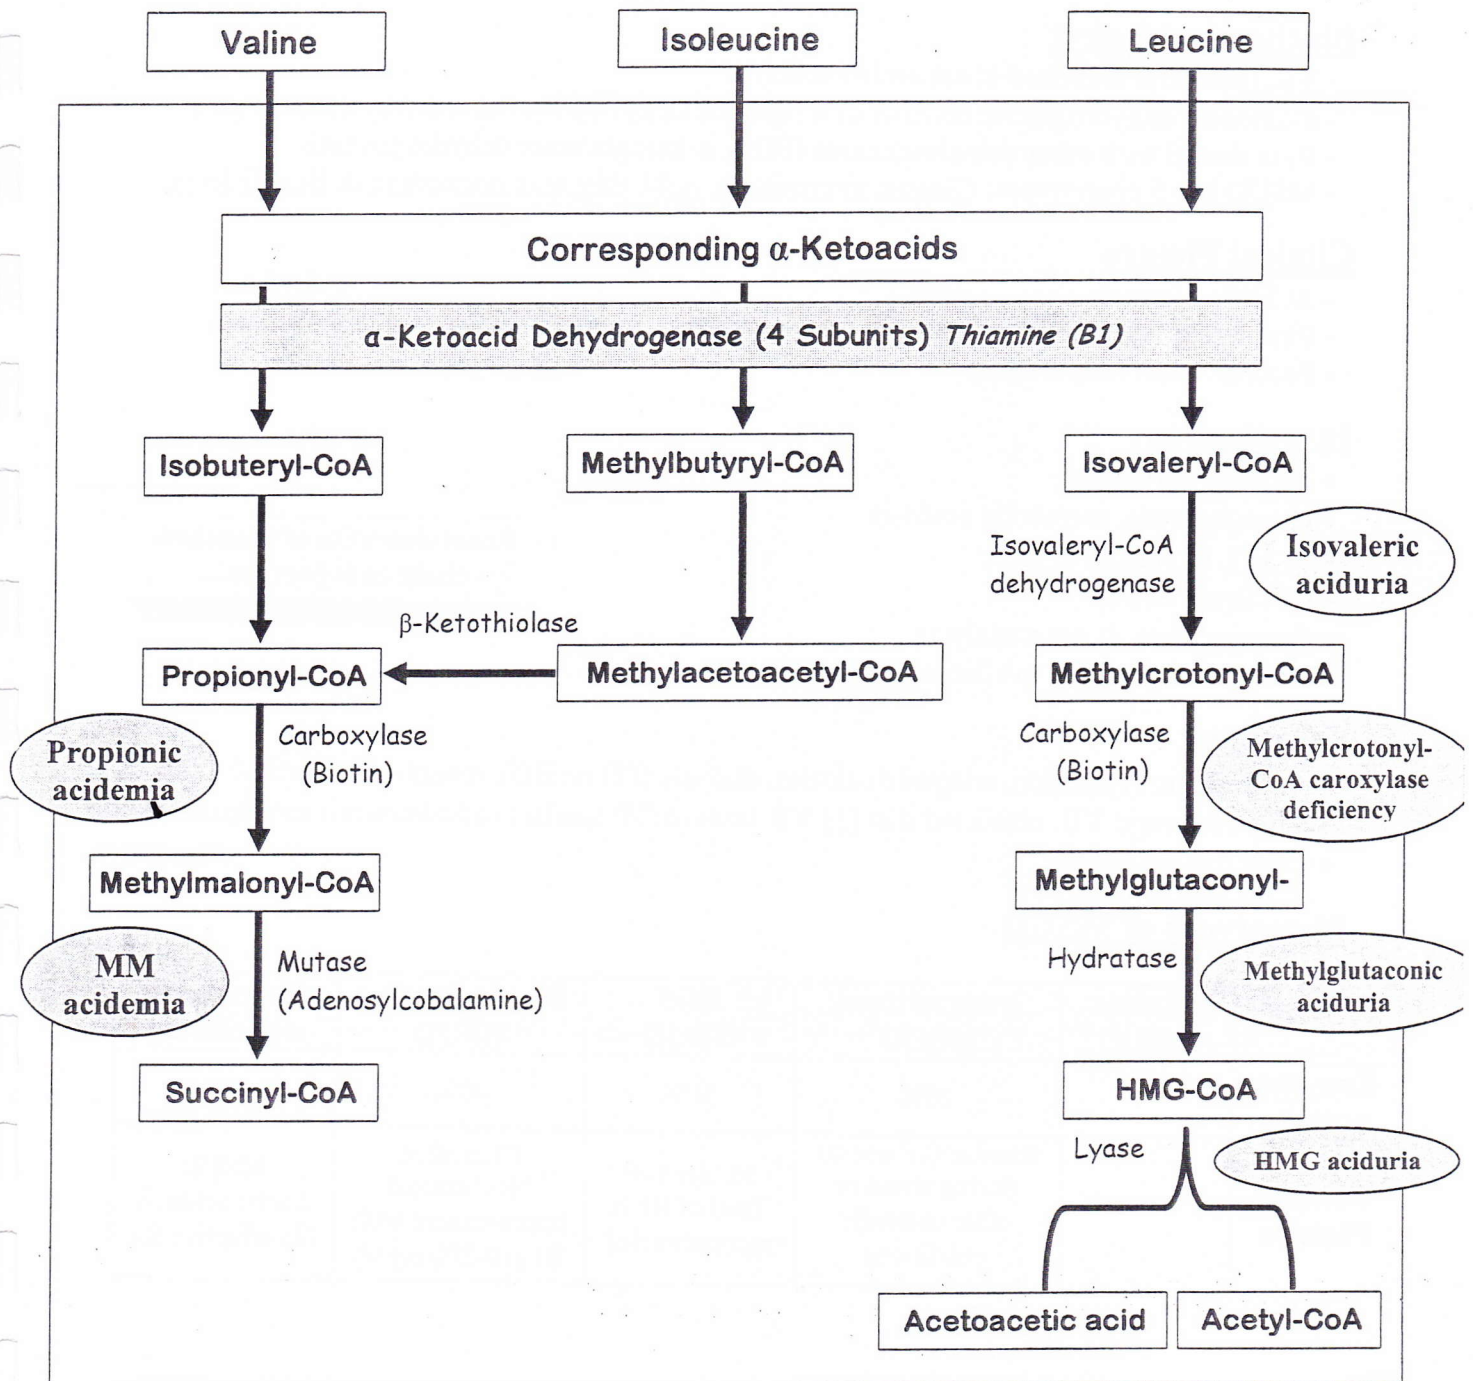 Valine
Isoleucine
Leucine
Corresponding α-Ketoacids
α-Ketoacid Dehydrogenase (4 Subunits) Thiamine (B1)
Isobuteryl-CoA
Methylbutyryl-CoA
Isovaleryl-CoA
Isovaleryl-CoA
dehydrogenase
Isovaleric
aciduria
β-Ketothiolase
Propionyl-CoA
Methylacetoacetyl-CoA
Methylcrotonyl-CoA
Propionic
acidemia
Carboxylase
(Biotin)
Carboxylase
(Biotin)
Methylcrotonyl-
CoA caroxylase
deficiency
Methylmalonyl-CoA
Methylglutaconyl-
MM
acidemia
Mutase
(Adenosylcobalamine)
Hydratase
Methylglutaconic
aciduria
Succinyl-CoA
HMG-CoA
Lyase
HMG aciduria
Acetoacetic acid
Acetyl-CoA